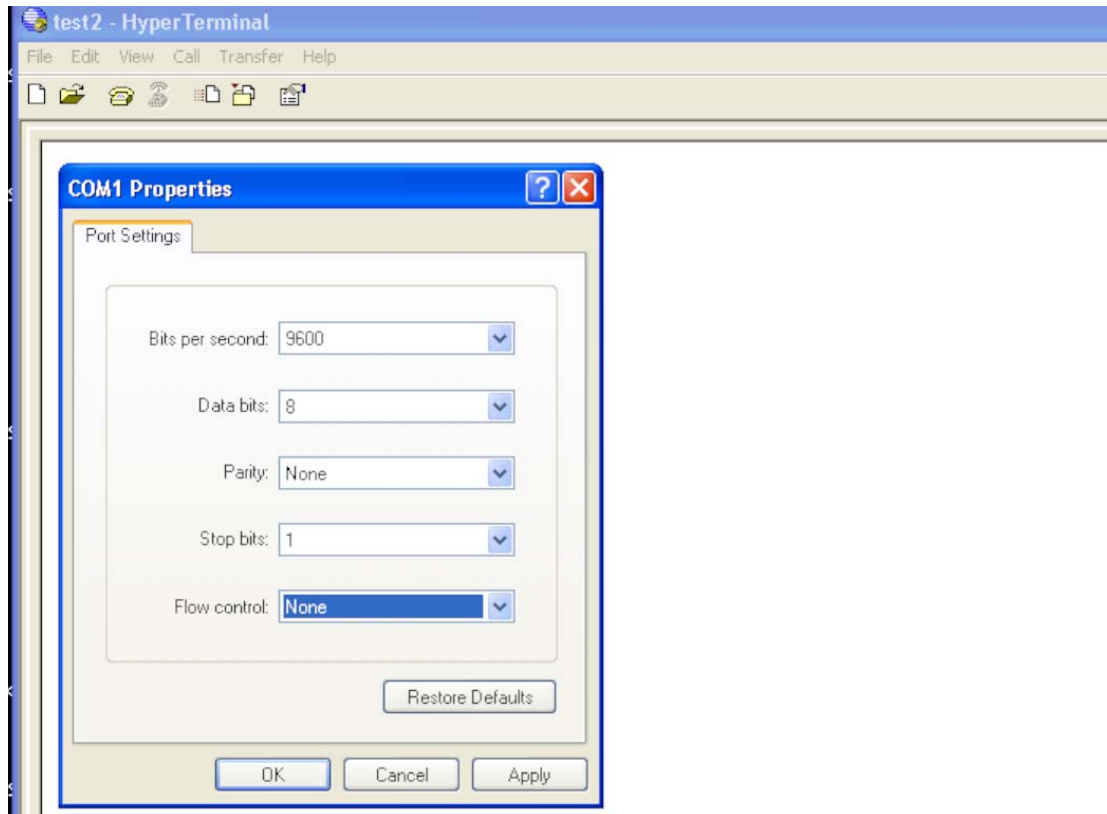 test2 - HyperTerminal
File Edit View Call Transfer Help
COM1 Properties
Port Settings
Bits per second: 9600
Data bits: 8
Parity: None
Stop bits: 1
Flow control: None
Restore Defaults
OK Cancel Apply